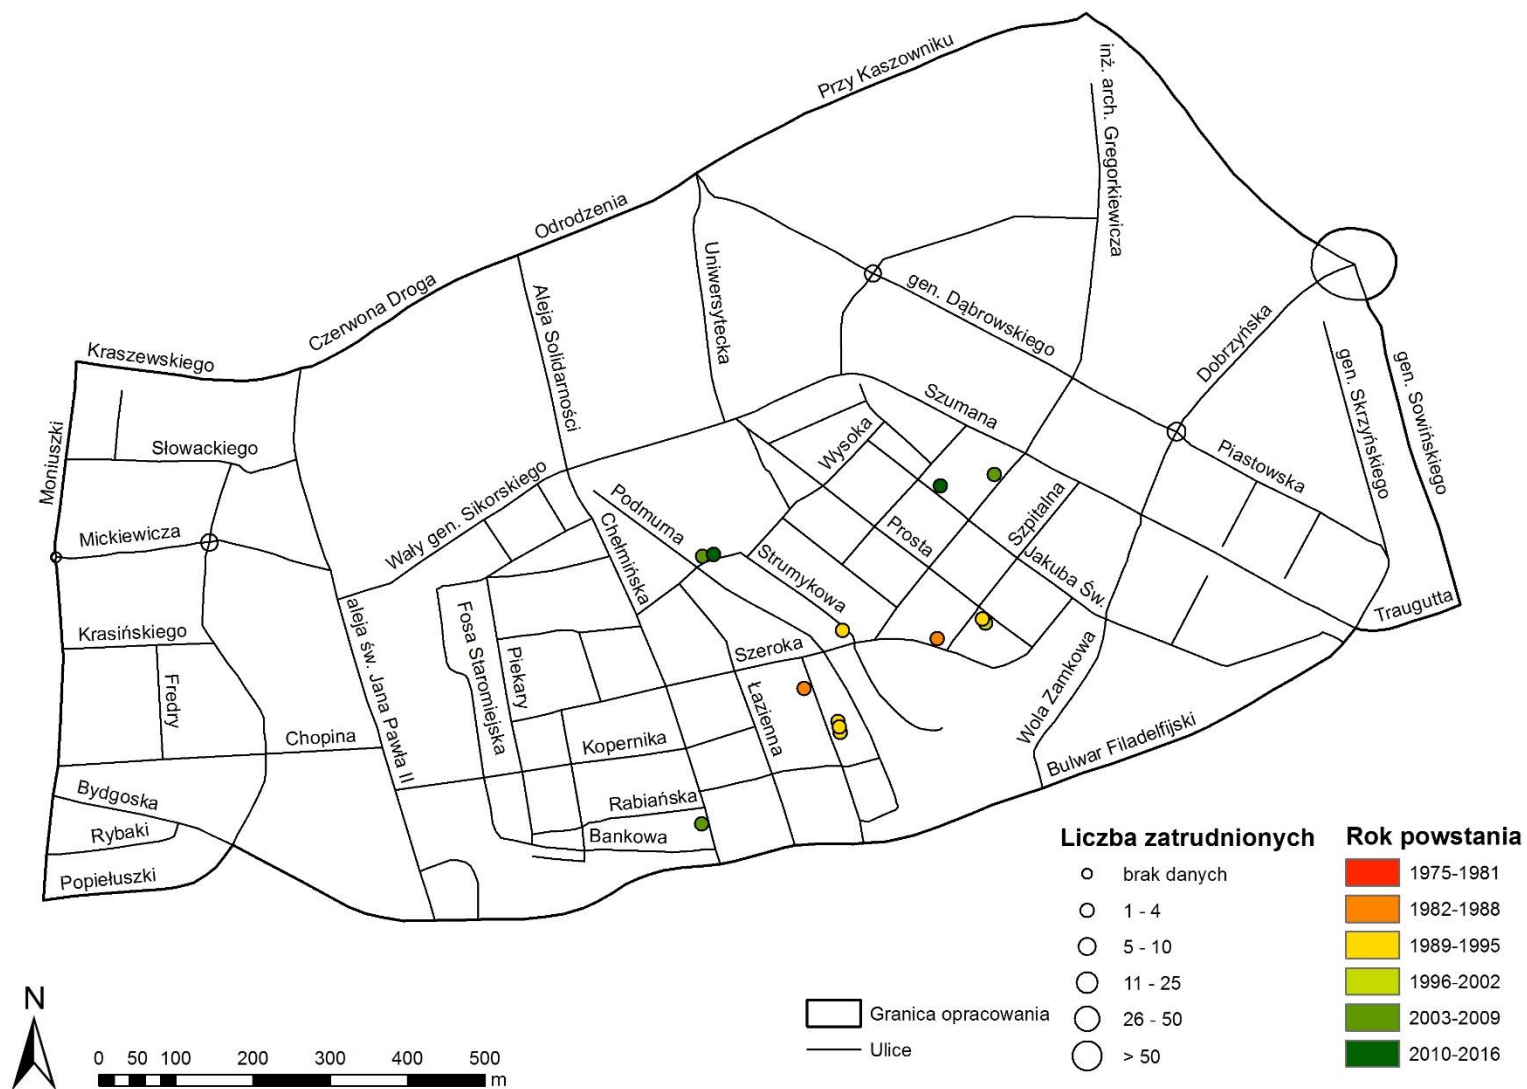 Przy Kaszowniku
inż. arch. Gregorkiewicza
Odrodzenia
Uniwersytecka
Czerwona Droga
Aleja Solidarności
gen. Dąbrowskiego
Dobrzyńska
Kraszewskiego
gen. Skrzyńskiego
gen. Sowińskiego
Szumana
Moniuszki
Słowackiego
Wysoka
Piastowska
Wały gen. Sikorskiego
Podmurna
Szpitalna
Mickiewicza
Chełmińska
Prosta
Jakuba Św.
Strumykowa
aleja św. Jana Pawła II
Fosa Staromiejska
Traugutta
Krasińskiego
Piekary
Szeroka
Wola Zamkowa
Fredry
Łazienna
Chopina
Kopernika
Bulwar Filadelfijski
Bydgoska
Rabiańska
Rybaki
Bankowa
Popiełuszki
Liczba zatrudnionych
brak danych
1 - 4
5 - 10
11 - 25
26 - 50
> 50
Rok powstania
1975-1981
1982-1988
1989-1995
1996-2002
2003-2009
2010-2016
Granica opracowania
Ulice
N
0 50 100 200 300 400 500
m